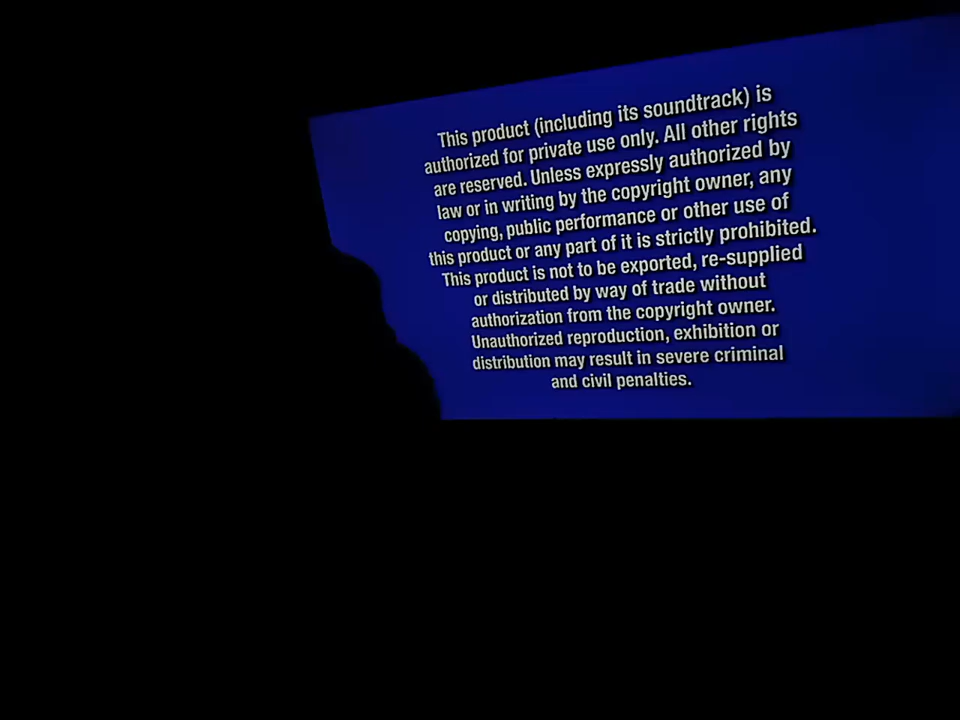 This product (including its soundtrack) is
authorized for private use only. All other rights
are reserved. Unless expressly authorized by
law or in writing by the copyright owner, any
copying, public performance or other use of
this product or any part of it is strictly prohibited.
This product is not to be exported, re-supplied
or distributed by way of trade without
authorization from the copyright owner.
Unauthorized reproduction, exhibition or
distribution may result in severe criminal
and civil penalties.